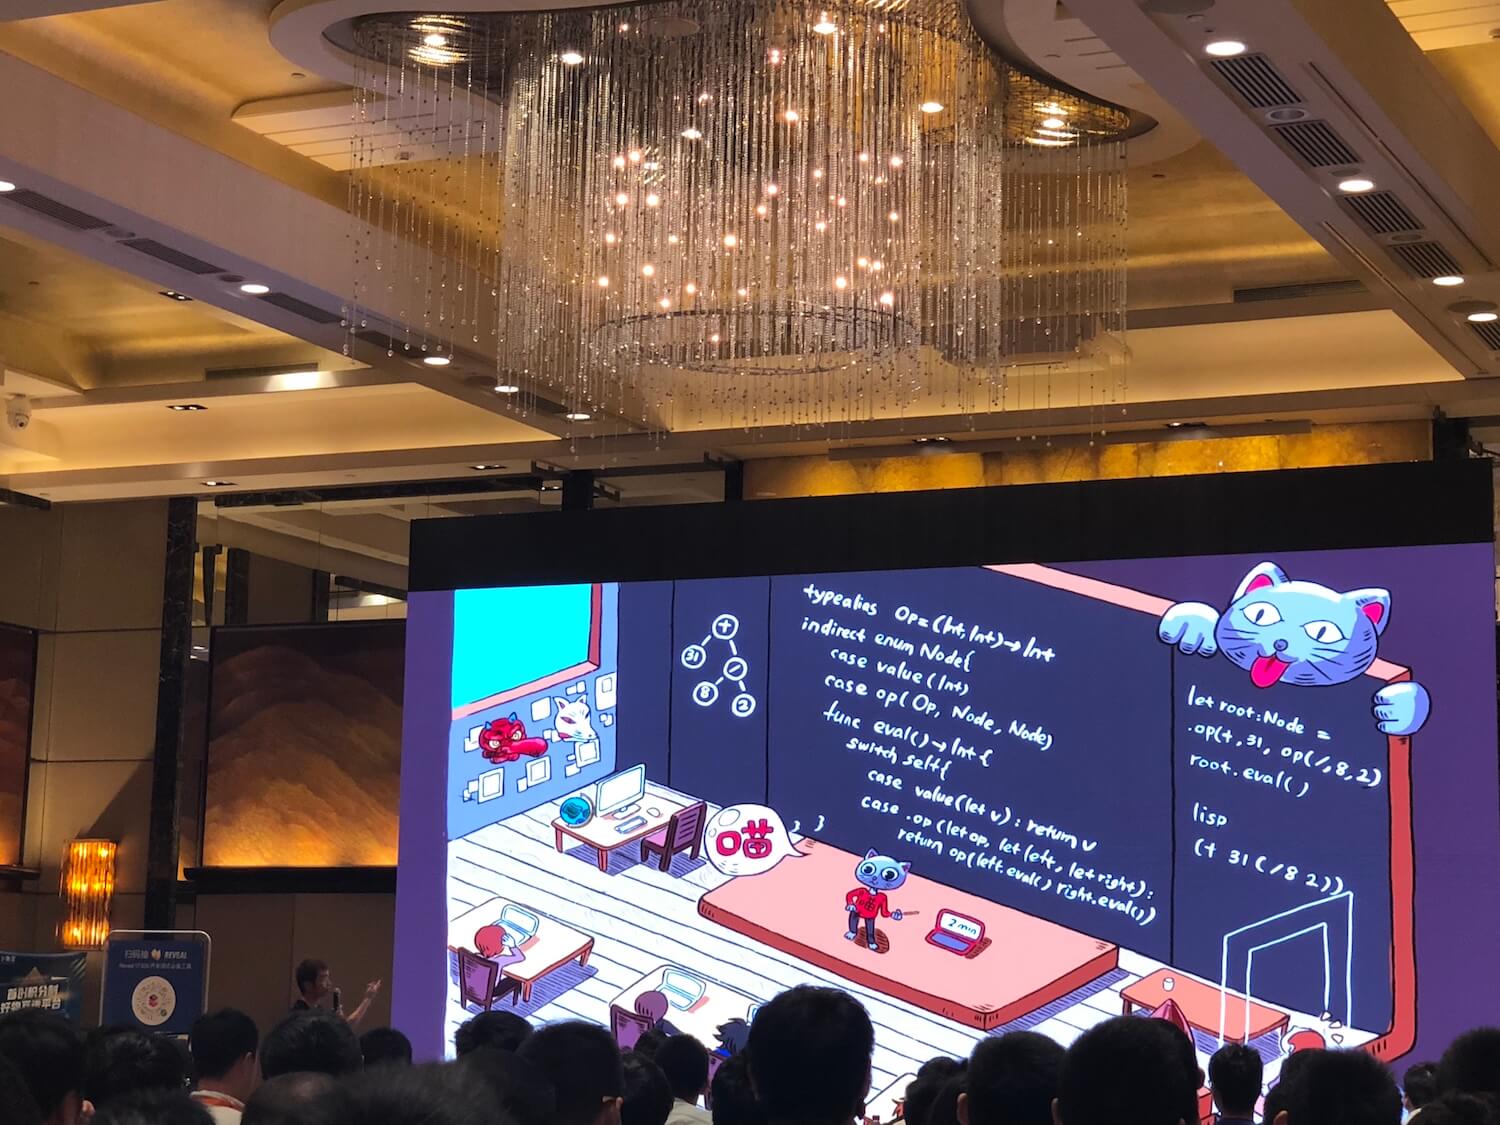 +
31
/
8
2
typealias Op=(Int,Int)→Int
indirect enum Node{
case value(Int)
case op(Op, Node, Node)
func eval()→Int {
switch self{
case value(let v): return v
case .op(let op, let left, let right):
return op(left.eval() right.eval())
} }
let root:Node =
.op(+,31, op(/,8,2)
root.eval()
lisp
(+ 31 (/ 8 2))
喵
2 min
扫码抽 REVEAL